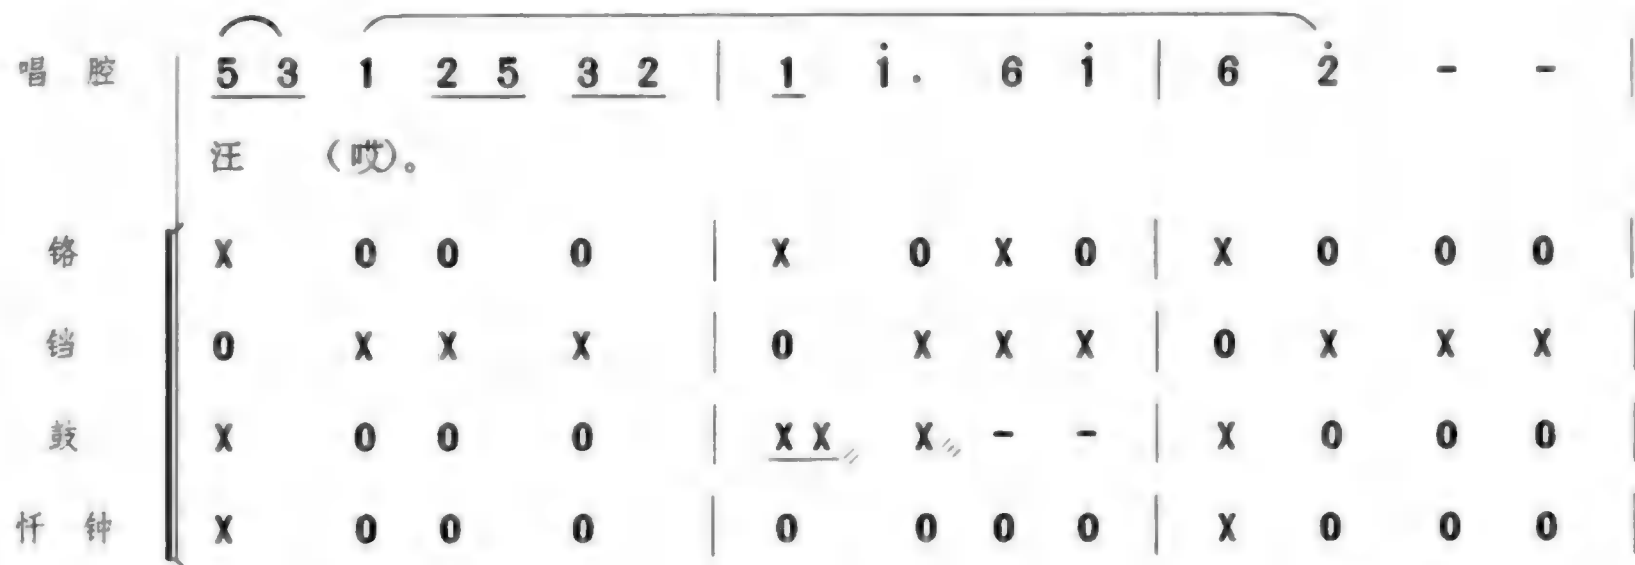 唱 腔 5 3 1 2 5 3 2 | 1 i̇ . 6 i̇ | 6 2̇ - - |
汪 (哎)。
铬 X 0 0 0 | X 0 X 0 | X 0 0 0 |
铛 0 X X X | 0 X X X | 0 X X X |
鼓 X 0 0 0 | X X X - - | X 0 0 0
忏 钟 X 0 0 0 | 0 0 0 0 | X 0 0 0 |